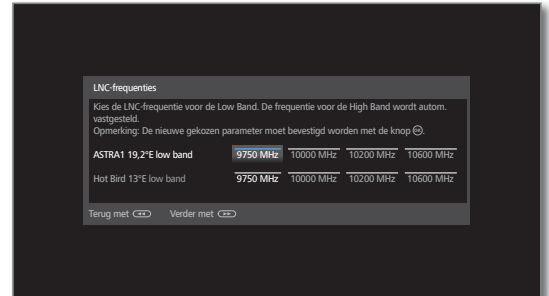 LNC-frequenties
Kies de LNC-frequentie voor de Low Band. De frequentie voor de High Band wordt autom.
vastgesteld.
Opmerking: De nieuwe gekozen parameter moet bevestigd worden met de knop OK.
ASTRA1 19,2°E low band 9750 MHz 10000 MHz 10200 MHz 10600 MHz
Hot Bird 13°E low band 9750 MHz 10000 MHz 10200 MHz 10600 MHz
Terug met Verder met